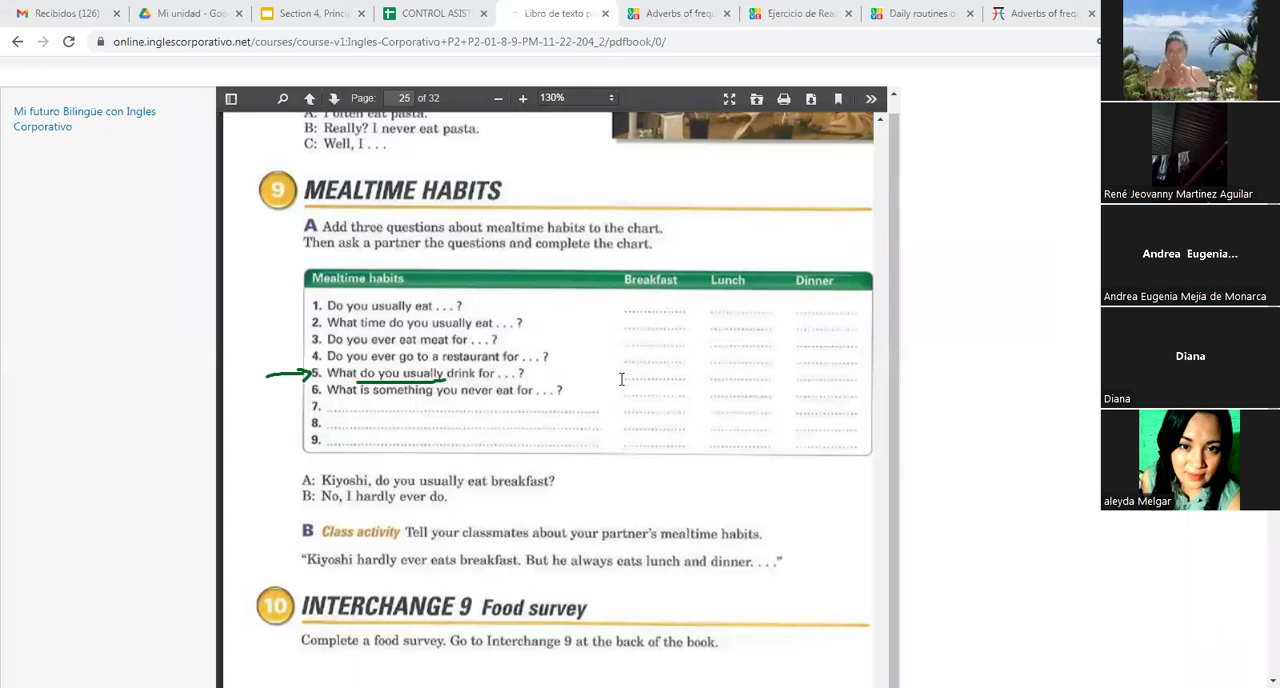 Recibidos (126)
Mi unidad - Goo
Section 4, Princi
CONTROL ASIST
Libro de texto p
Adverbs of freq
Ejercicio de Rea
Daily routines d
Adverbs of freq
online.inglescorporativo.net/courses/course-v1:Ingles-Corporativo+P2+P2-01-8-9-PM-11-22-204_2/pdfbook/0/
Mi futuro Bilingüe con Ingles
Corporativo
Page: 25 of 32
130%
A: I often eat pasta.
B: Really? I never eat pasta.
C: Well, I . . .
9 MEALTIME HABITS
A Add three questions about mealtime habits to the chart.
Then ask a partner the questions and complete the chart.
Mealtime habits Breakfast Lunch Dinner
1. Do you usually eat . . . ?
2. What time do you usually eat . . . ?
3. Do you ever eat meat for . . . ?
4. Do you ever go to a restaurant for . . . ?
5. What do you usually drink for . . . ?
6. What is something you never eat for . . . ?
7.
8.
9.
A: Kiyoshi, do you usually eat breakfast?
B: No, I hardly ever do.
B Class activity Tell your classmates about your partner's mealtime habits.
"Kiyoshi hardly ever eats breakfast. But he always eats lunch and dinner. . . ."
10 INTERCHANGE 9 Food survey
Complete a food survey. Go to Interchange 9 at the back of the book.
René Jeovanny Martinez Aguilar
Andrea Eugenia...
Andrea Eugenia Mejía de Monarca
Diana
Diana
aleyda Melgar